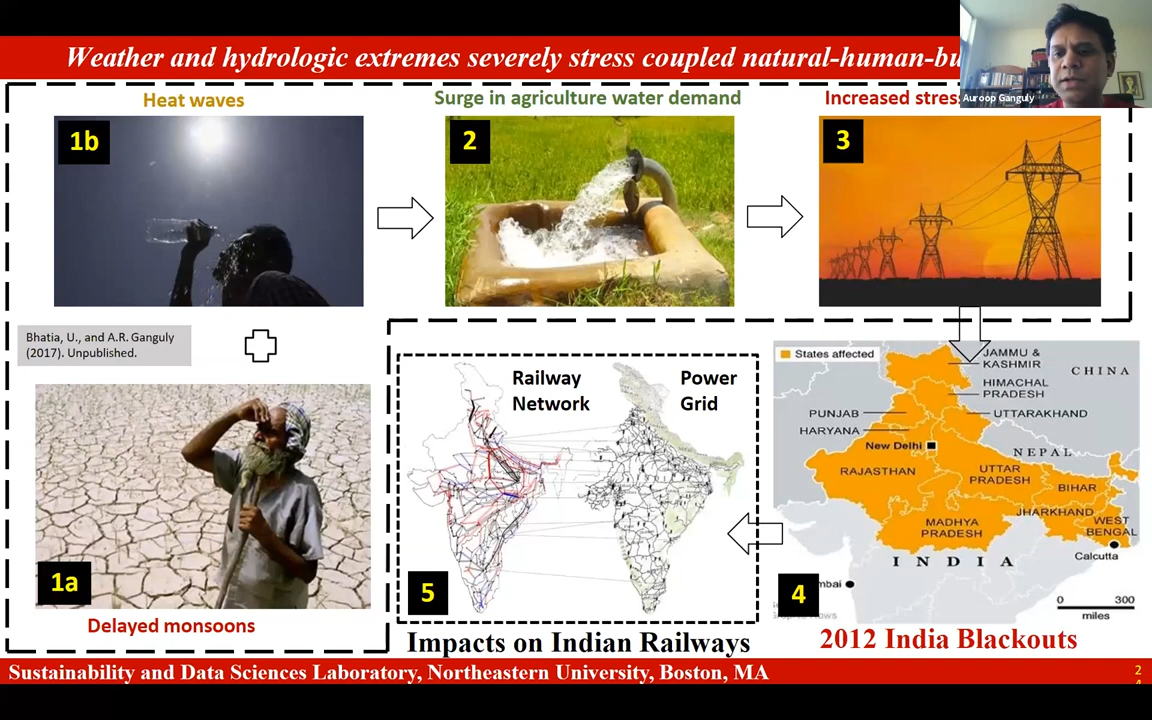 Weather and hydrologic extremes severely stress coupled natural-human-bu
Auroop Ganguly
Heat waves
Surge in agriculture water demand
Increased stres
1b
2
3
Bhatia, U., and A.R. Ganguly
(2017). Unpublished.
1a
Delayed monsoons
Railway
Network
Power
Grid
5
Impacts on Indian Railways
States affected
JAMMU &
KASHMIR
CHINA
HIMACHAL
PRADESH
PUNJAB
UTTARAKHAND
HARYANA
New Delhi
NEPAL
RAJASTHAN
UTTAR
PRADESH
BIHAR
JHARKHAND
MADHYA
PRADESH
WEST
BENGAL
INDIA
Calcutta
mbai
4
0 300
miles
2012 India Blackouts
Sustainability and Data Sciences Laboratory, Northeastern University, Boston, MA